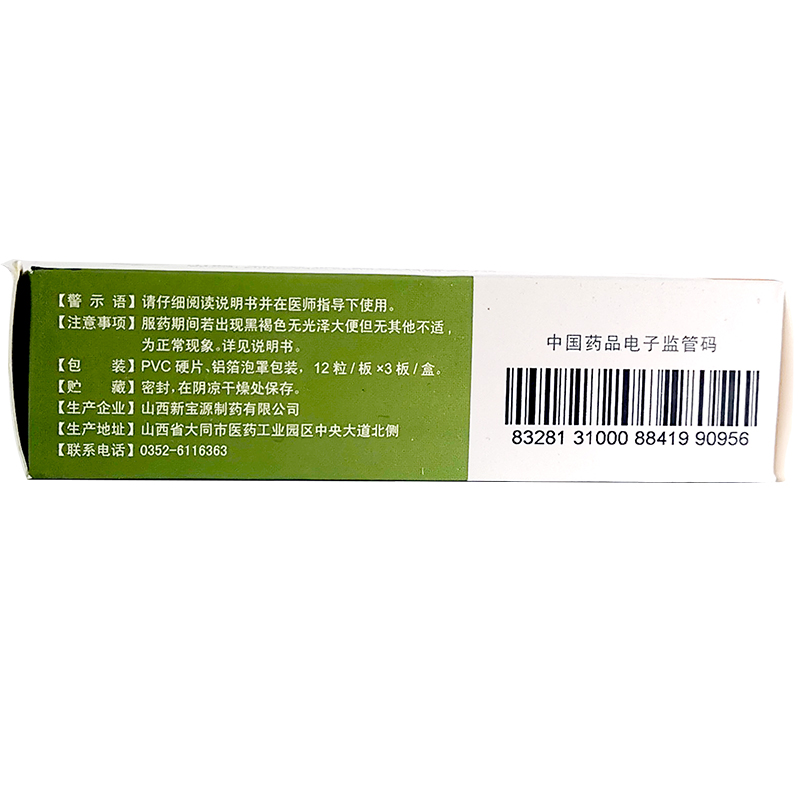 【警 示 语】请仔细阅读说明书并在医师指导下使用。
【注意事项】服药期间若出现黑褐色无光泽大便但无其他不适，
为正常现象。详见说明书。
【包 装】PVC 硬片、铝箔泡罩包装，12粒/板×3板/盒。
【贮 藏】密封，在阴凉干燥处保存。
【生产企业】山西新宝源制药有限公司
【生产地址】山西省大同市医药工业园区中央大道北侧
【联系电话】0352-6116363
中国药品电子监管码
83281 31000 88419 90956